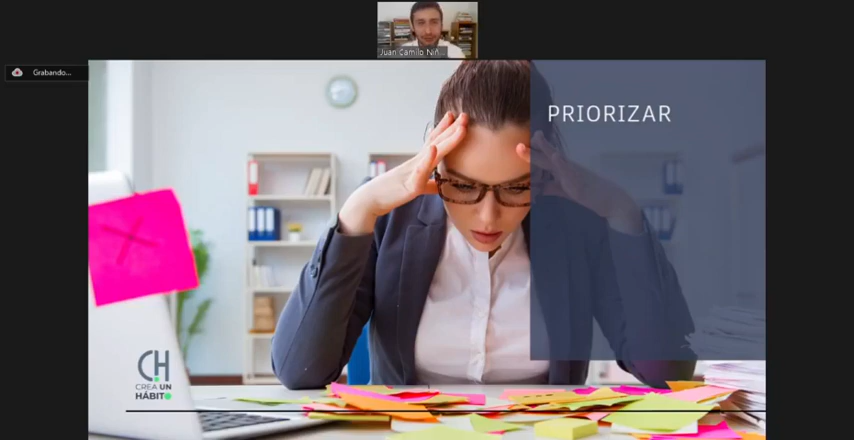 Juan Camilo Niñ...
Grabando...
PRIORIZAR
CH
CREA UN
HÁBITO